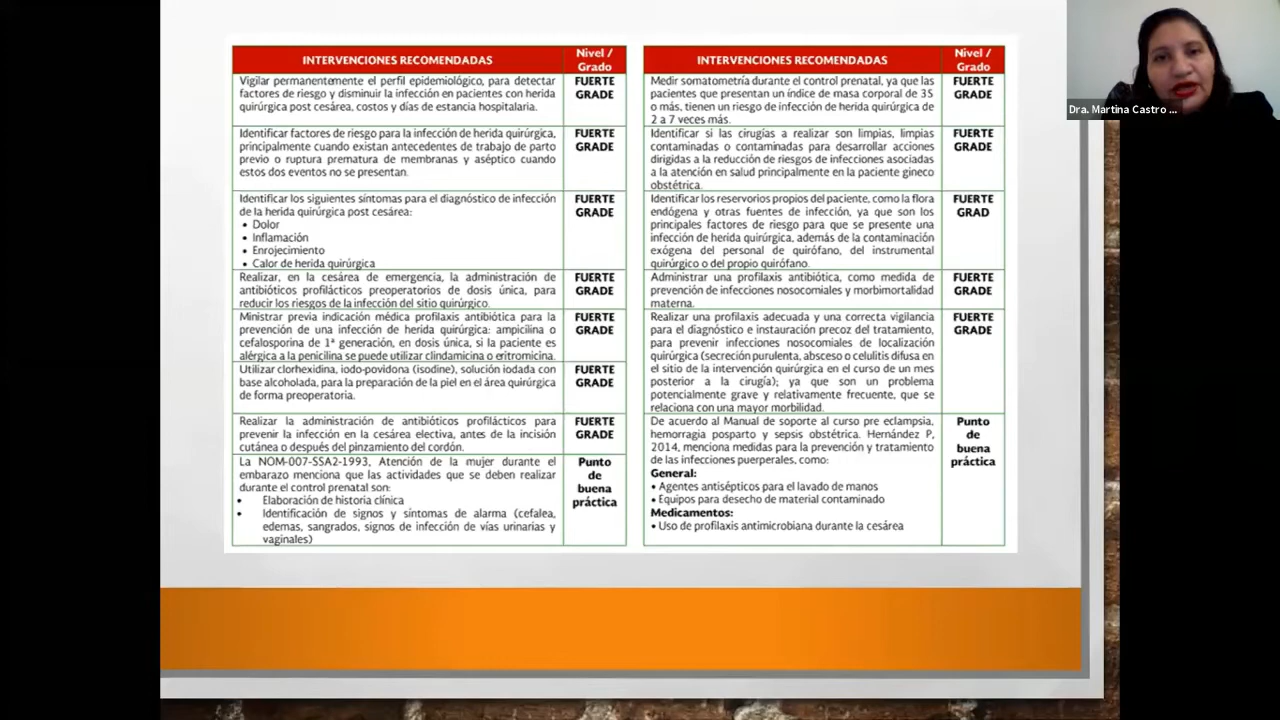 INTERVENCIONES RECOMENDADAS
Nivel /
Grado
Vigilar permanentemente el perfil epidemiológico, para detectar
factores de riesgo y disminuir la infección en pacientes con herida
quirúrgica post cesárea, costos y días de estancia hospitalaria.
FUERTE
GRADE
Identificar factores de riesgo para la infección de herida quirúrgica,
principalmente cuando existan antecedentes de trabajo de parto
previo o ruptura prematura de membranas y aséptico cuando
estos dos eventos no se presentan.
FUERTE
GRADE
Identificar los siguientes síntomas para el diagnóstico de infección
de la herida quirúrgica post cesárea:
• Dolor
• Inflamación
• Enrojecimiento
• Calor de herida quirúrgica
FUERTE
GRADE
Realizar, en la cesárea de emergencia, la administración de
antibióticos profilácticos preoperatorios de dosis única, para
reducir los riesgos de la infección del sitio quirúrgico.
FUERTE
GRADE
Ministrar previa indicación médica profilaxis antibiótica para la
prevención de una infección de herida quirúrgica: ampicilina o
cefalosporina de 1ª generación, en dosis única, si la paciente es
alérgica a la penicilina se puede utilizar clindamicina o eritromicina.
FUERTE
GRADE
Utilizar clorhexidina, iodo-povidona (isodine), solución iodada con
base alcoholada, para la preparación de la piel en el área quirúrgica
de forma preoperatoria.
FUERTE
GRADE
Realizar la administración de antibióticos profilácticos para
prevenir la infección en la cesárea electiva, antes de la incisión
cutánea o después del pinzamiento del cordón.
FUERTE
GRADE
La NOM-007-SSA2-1993, Atención de la mujer durante el
embarazo menciona que las actividades que se deben realizar
durante el control prenatal son:
• Elaboración de historia clínica
• Identificación de signos y síntomas de alarma (cefalea,
edemas, sangrados, signos de infección de vías urinarias y
vaginales)
Punto
de
buena
práctica
INTERVENCIONES RECOMENDADAS
Nivel /
Grado
Medir somatometría durante el control prenatal, ya que las
pacientes que presentan un índice de masa corporal de 35
o más, tienen un riesgo de infección de herida quirúrgica de
2 a 7 veces más.
FUERTE
GRADE
Identificar si las cirugías a realizar son limpias, limpias
contaminadas o contaminadas para desarrollar acciones
dirigidas a la reducción de riesgos de infecciones asociadas
a la atención en salud principalmente en la paciente gineco
obstétrica.
FUERTE
GRADE
Identificar los reservorios propios del paciente, como la flora
endógena y otras fuentes de infección, ya que son los
principales factores de riesgo para que se presente una
infección de herida quirúrgica, además de la contaminación
exógena del personal de quirófano, del instrumental
quirúrgico o del propio quirófano.
FUERTE
GRAD
Administrar una profilaxis antibiótica, como medida de
prevención de infecciones nosocomiales y morbimortalidad
materna.
FUERTE
GRADE
Realizar una profilaxis adecuada y una correcta vigilancia
para el diagnóstico e instauración precoz del tratamiento,
para prevenir infecciones nosocomiales de localización
quirúrgica (secreción purulenta, absceso o celulitis difusa en
el sitio de la intervención quirúrgica en el curso de un mes
posterior a la cirugía); ya que son un problema
potencialmente grave y relativamente frecuente, que se
relaciona con una mayor morbilidad.
FUERTE
GRADE
De acuerdo al Manual de soporte al curso pre eclampsia,
hemorragia posparto y sepsis obstétrica. Hernández P,
2014, menciona medidas para la prevención y tratamiento
de las infecciones puerperales, como:
General:
• Agentes antisépticos para el lavado de manos
• Equipos para desecho de material contaminado
Medicamentos:
• Uso de profilaxis antimicrobiana durante la cesárea
Punto
de
buena
práctica
Dra. Martina Castro ...